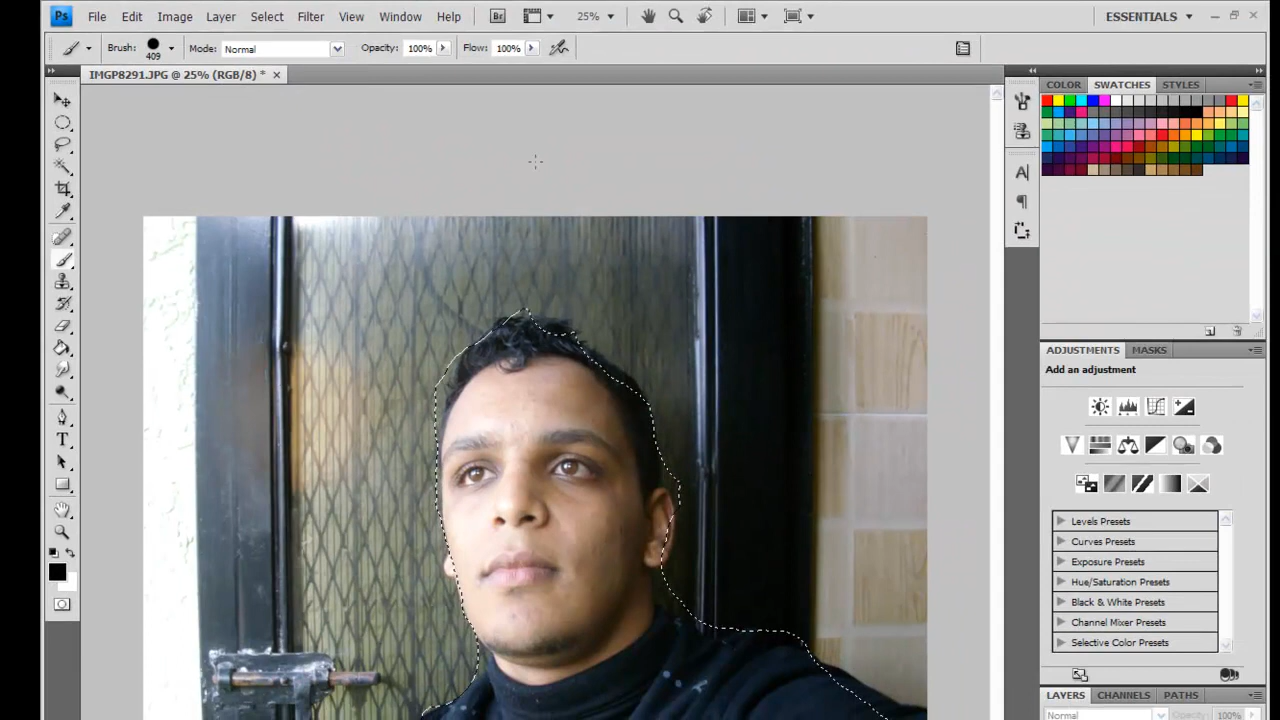 Ps File Edit Image Layer Select Filter View Window Help Br 25% ESSENTIALS
Brush: 409 Mode: Normal Opacity: 100% Flow: 100%
IMGP8291.JPG @ 25% (RGB/8) *
COLOR SWATCHES STYLES
ADJUSTMENTS MASKS
Add an adjustment
Levels Presets
Curves Presets
Exposure Presets
Hue/Saturation Presets
Black & White Presets
Channel Mixer Presets
Selective Color Presets
LAYERS CHANNELS PATHS
Normal Opacity: 100%